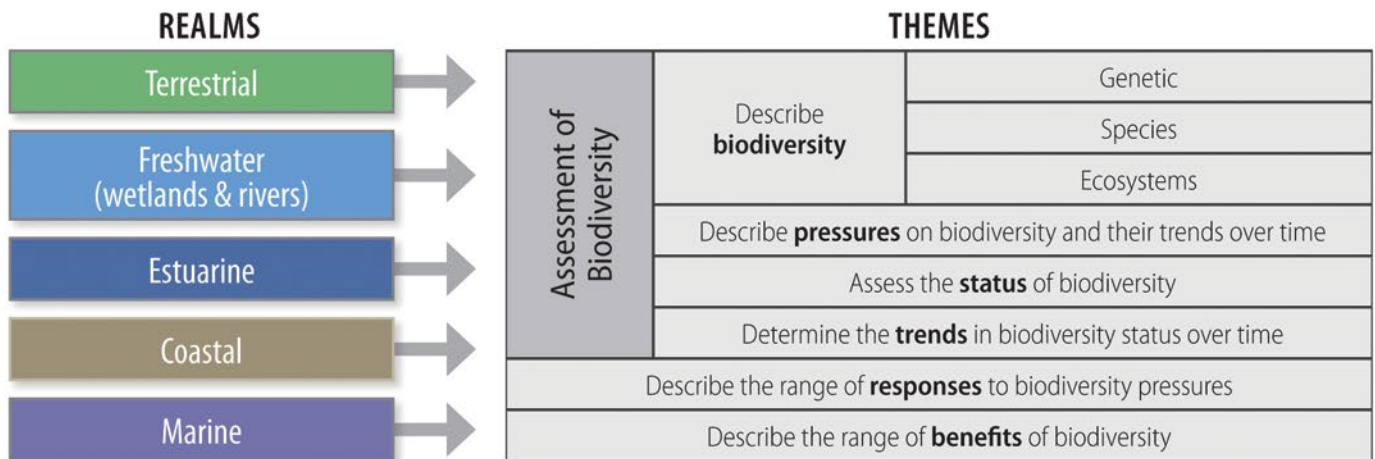 REALMS
Terrestrial
Freshwater
(wetlands & rivers)
Estuarine
Coastal
Marine
THEMES
Assessment of
Biodiversity
Describe
biodiversity
Genetic
Species
Ecosystems
Describe pressures on biodiversity and their trends over time
Assess the status of biodiversity
Determine the trends in biodiversity status over time
Describe the range of responses to biodiversity pressures
Describe the range of benefits of biodiversity